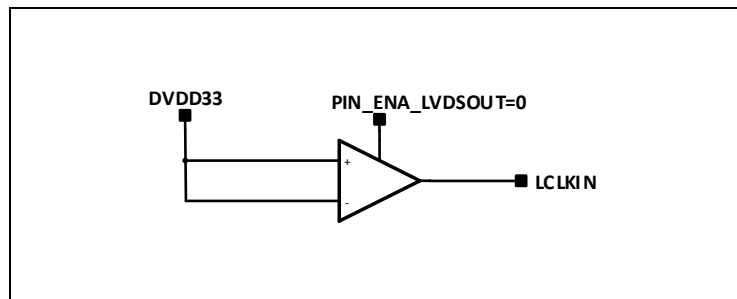 DVDD33
PIN_ENA_LVDSOUT=0
+
-
LCLKIN